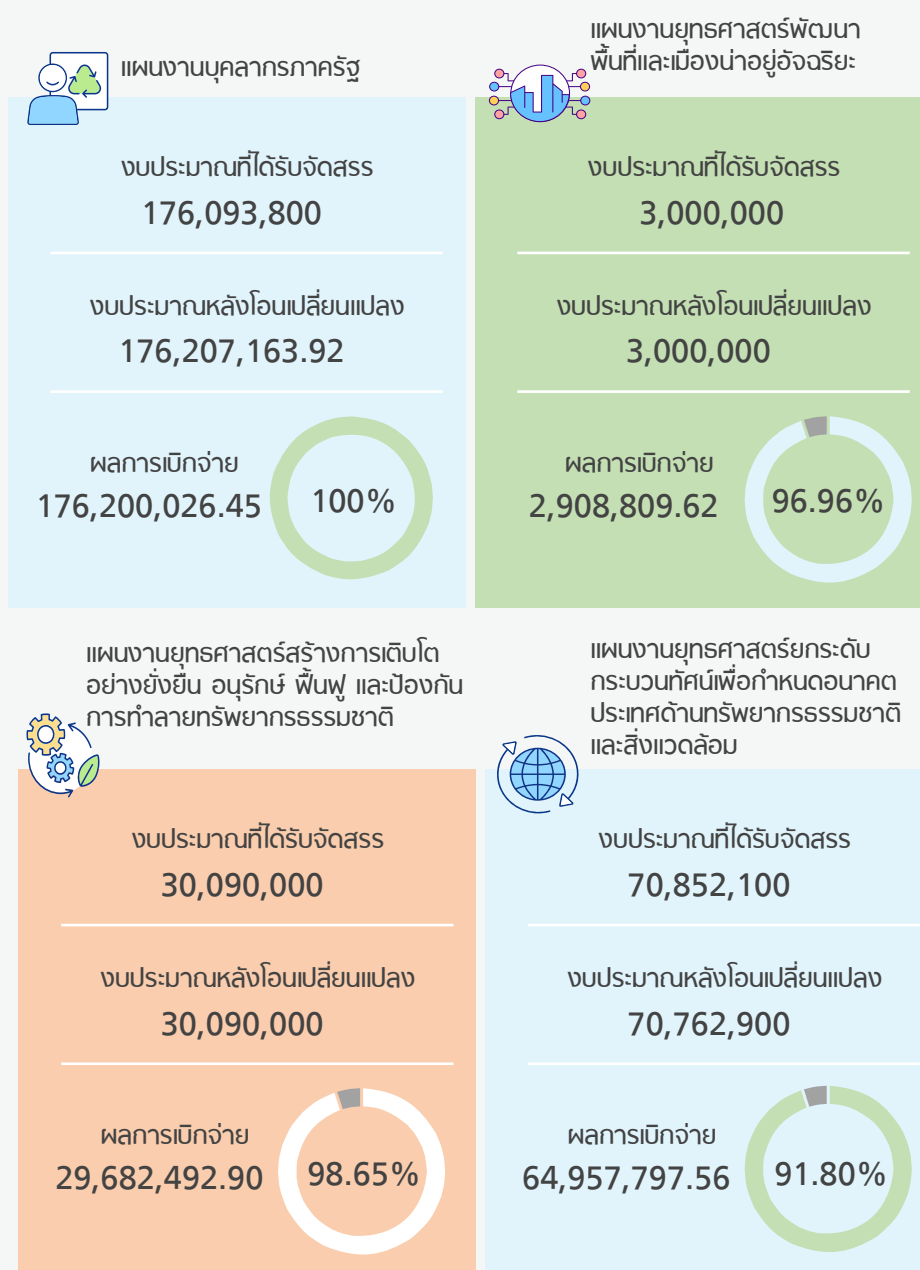 แผนงานบุคลากรภาครัฐ
งบประมาณที่ได้รับจัดสรร
176,093,800
งบประมาณหลังโอนเปลี่ยนแปลง
176,207,163.92
ผลการเบิกจ่าย
176,200,026.45
100%
แผนงานยุทธศาสตร์พัฒนา
พื้นที่และเมืองน่าอยู่อัจฉริยะ
งบประมาณที่ได้รับจัดสรร
3,000,000
งบประมาณหลังโอนเปลี่ยนแปลง
3,000,000
ผลการเบิกจ่าย
2,908,809.62
96.96%
แผนงานยุทธศาสตร์สร้างการเติบโต
อย่างยั่งยืน อนุรักษ์ ฟื้นฟู และป้องกัน
การทำลายทรัพยากรธรรมชาติ
งบประมาณที่ได้รับจัดสรร
30,090,000
งบประมาณหลังโอนเปลี่ยนแปลง
30,090,000
ผลการเบิกจ่าย
29,682,492.90
98.65%
แผนงานยุทธศาสตร์ยกระดับ
กระบวนทัศน์เพื่อกำหนดอนาคต
ประเทศด้านทรัพยากรธรรมชาติ
และสิ่งแวดล้อม
งบประมาณที่ได้รับจัดสรร
70,852,100
งบประมาณหลังโอนเปลี่ยนแปลง
70,762,900
ผลการเบิกจ่าย
64,957,797.56
91.80%